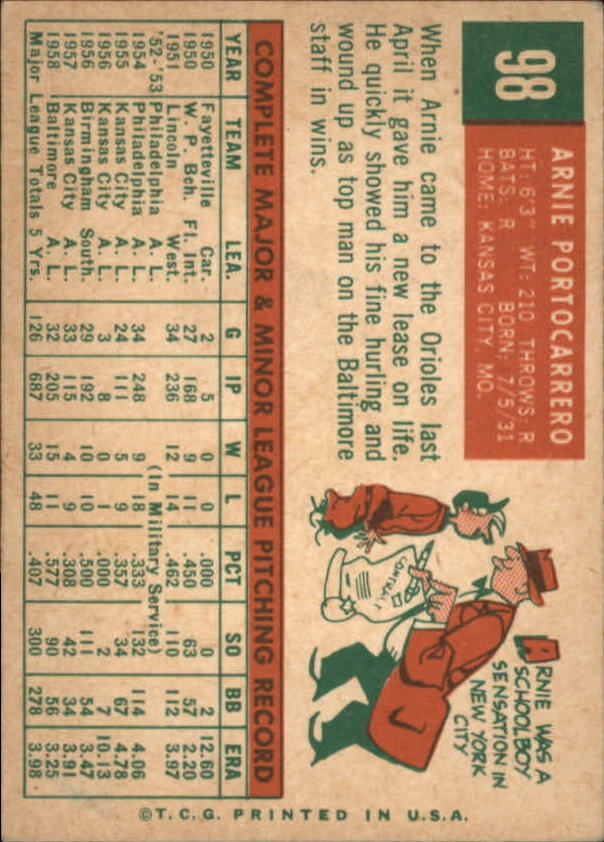 98
ARNIE PORTOCARRERO
HT: 6'3" WT: 210 THROWS: R
BATS: R BORN: 7/5/31
HOME: KANSAS CITY, MO.
When Arnie came to the Orioles last
April it gave him a new lease on life.
He quickly showed his fine hurling and
wound up as top man on the Baltimore
staff in wins.
ARNIE WAS A
SCHOOLBOY
SENSATION IN
NEW YORK
CITY
CONTRACT
COMPLETE MAJOR & MINOR LEAGUE PITCHING RECORD
YEAR TEAM LEA. G IP W L PCT SO BB ERA
1950 Fayetteville Car. 2 5 0 0 .000 0 2 12.60
1950 W. P. Bch. Fl. Int. 27 168 9 11 .450 63 57 2.20
1951 Lincoln West. 34 236 12 14 .462 110 112 3.97
'52-'53 Philadelphia A. L. (In Military Service)
1954 Philadelphia A. L. 34 248 9 18 .333 132 114 4.06
1955 Kansas City A. L. 24 111 5 9 .357 34 67 4.78
1956 Kansas City A. L. 3 8 0 1 .000 2 7 10.13
1956 Birmingham South. 29 192 10 10 .500 111 54 3.47
1957 Kansas City A. L. 33 115 4 9 .308 42 34 3.91
1958 Baltimore A. L. 32 205 15 11 .577 90 56 3.25
Major League Totals 5 Yrs. 126 687 33 48 .407 300 278 3.98
©T.C.G. PRINTED IN U.S.A.